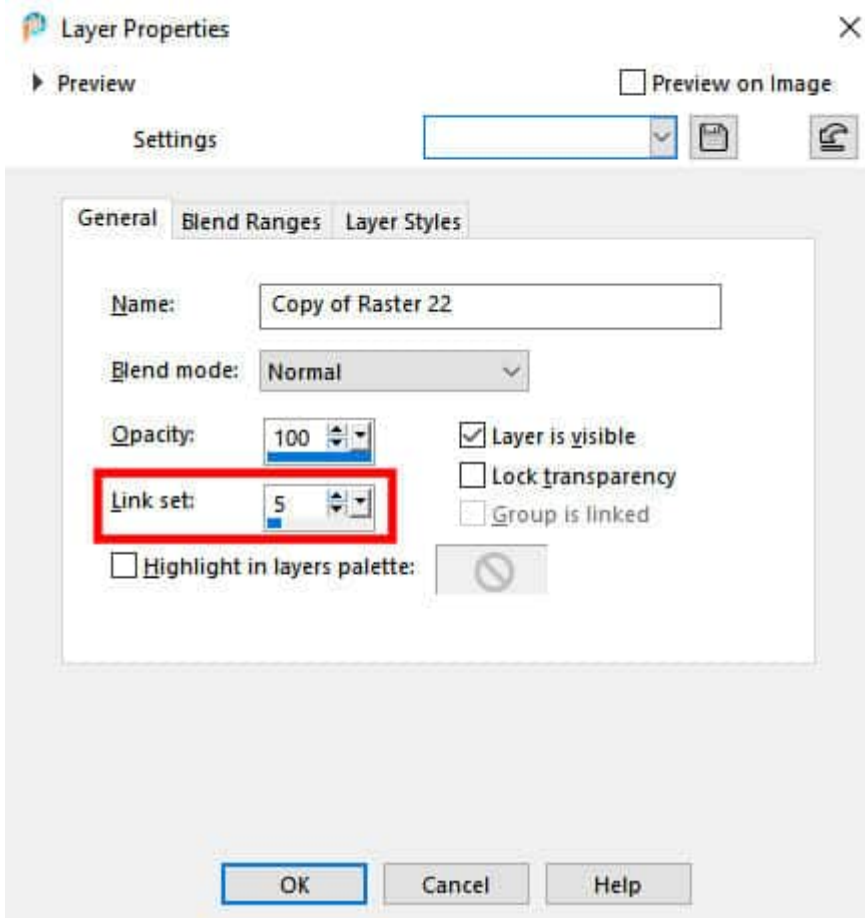 Layer Properties
Preview
Preview on Image
Settings
General Blend Ranges Layer Styles
Name: Copy of Raster 22
Blend mode: Normal
Opacity: 100
Layer is visible
Lock transparency
Link set: 5
Group is linked
Highlight in layers palette:
OK Cancel Help